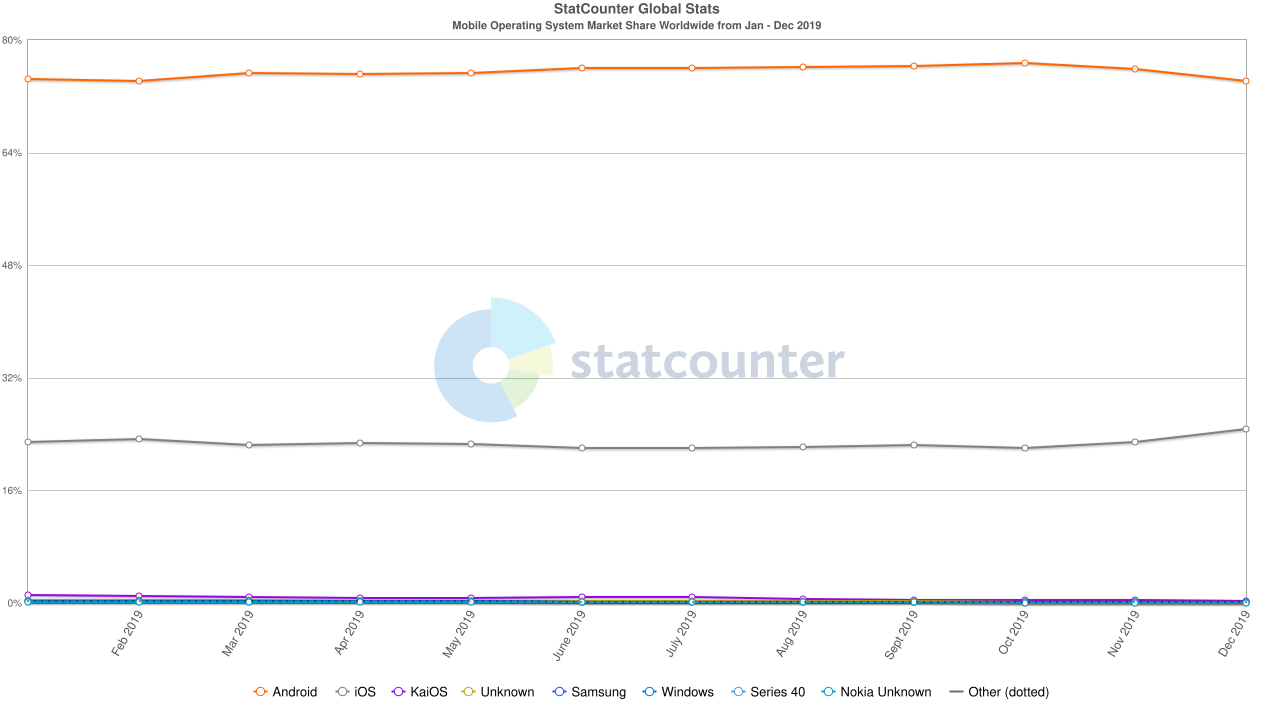 StatCounter Global Stats
Mobile Operating System Market Share Worldwide from Jan - Dec 2019
80%
64%
48%
statcounter
32%
16%
0%
Feb 2019
Mar 2019
Apr 2019
May 2019
June 2019
July 2019
Aug 2019
Sept 2019
Oct 2019
Nov 2019
Dec 2019
Android iOS KaiOS Unknown Samsung Windows Series 40 Nokia Unknown Other (dotted)